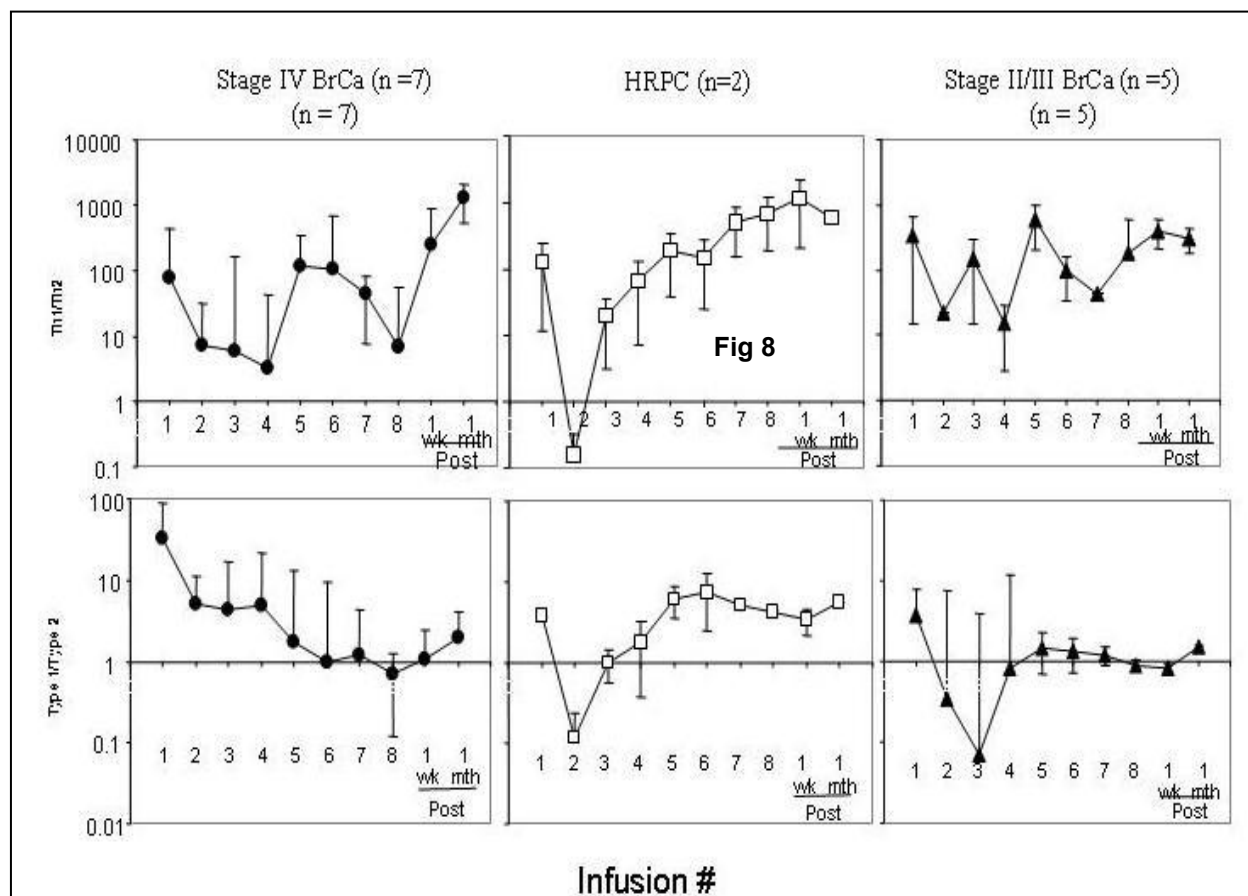 Stage IV BrCa (n =7)
(n = 7)
HRPC (n=2)
Stage II/III BrCa (n =5)
(n = 5)
10000
1000
100
10
1
0.1
Th1/Th2
1 2 3 4 5 6 7 8 1 1
wk mth
Post
1 2 3 4 5 6 7 8 1 1
wk mth
Post
Fig 8
1 2 3 4 5 6 7 8 1 1
wk mth
Post
100
10
1
0.1
0.01
Type 1/Type 2
1 2 3 4 5 6 7 8 1 1
wk mth
Post
1 2 3 4 5 6 7 8 1 1
wk mth
Post
1 2 3 4 5 6 7 8 1 1
wk mth
Post
Infusion #